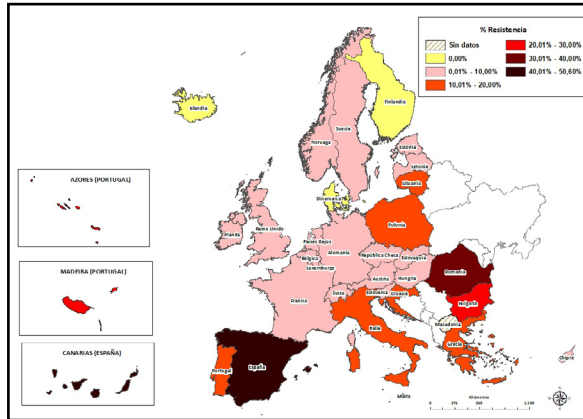 % Resistencia
Sin datos
0,00%
0,01% - 10,00%
10,01% - 20,00%
20,01% - 30,00%
30,01% - 40,00%
40,01% - 50,60%
Islandia
Finlandia
Suecia
Noruega
Estonia
Letonia
Lituania
Dinamarca
Irlanda
Reino Unido
Países Bajos
Bélgica
Luxemburgo
Alemania
Polonia
República Checa
Eslovaquia
Austria
Hungría
Suiza
Eslovenia
Croacia
Rumanía
Bulgaria
Francia
Italia
Macedonia
Grecia
Portugal
España
Malta
Chipre
AZORES (PORTUGAL)
MADEIRA (PORTUGAL)
CANARIAS (ESPAÑA)
Kilómetros